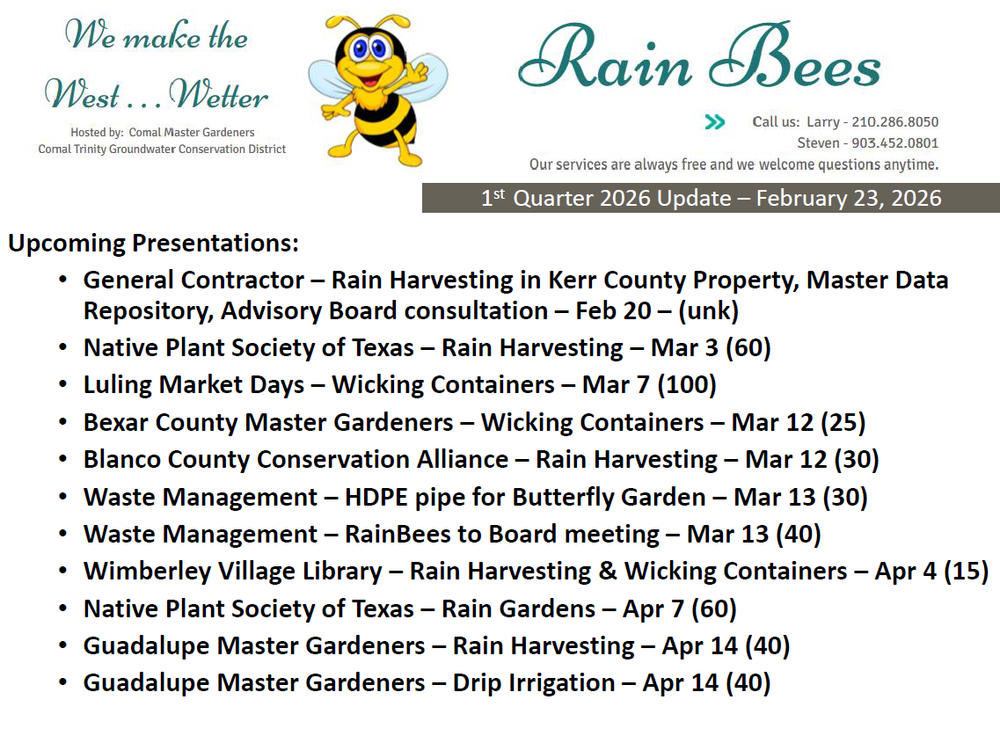 We make the
West . . . Wetter
Hosted by: Comal Master Gardeners
Comal Trinity Groundwater Conservation District
Rain Bees
Call us: Larry - 210.286.8050
Steven - 903.452.0801
Our services are always free and we welcome questions anytime.
1st Quarter 2026 Update – February 23, 2026
Upcoming Presentations:
• General Contractor – Rain Harvesting in Kerr County Property, Master Data
Repository, Advisory Board consultation – Feb 20 – (unk)
• Native Plant Society of Texas – Rain Harvesting – Mar 3 (60)
• Luling Market Days – Wicking Containers – Mar 7 (100)
• Bexar County Master Gardeners – Wicking Containers – Mar 12 (25)
• Blanco County Conservation Alliance – Rain Harvesting – Mar 12 (30)
• Waste Management – HDPE pipe for Butterfly Garden – Mar 13 (30)
• Waste Management – RainBees to Board meeting – Mar 13 (40)
• Wimberley Village Library – Rain Harvesting & Wicking Containers – Apr 4 (15)
• Native Plant Society of Texas – Rain Gardens – Apr 7 (60)
• Guadalupe Master Gardeners – Rain Harvesting – Apr 14 (40)
• Guadalupe Master Gardeners – Drip Irrigation – Apr 14 (40)